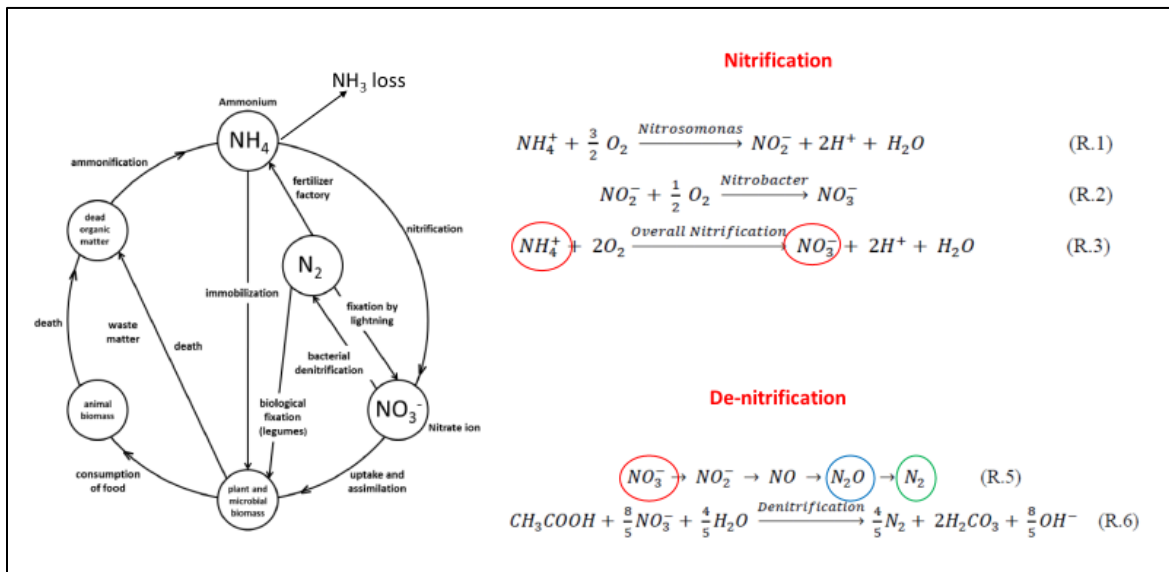 NH₃ loss
Ammonium
NH₄
ammonification
fertilizer
factory
nitrification
dead
organic
matter
N₂
immobilization
fixation by
lightning
death
waste
matter
death
bacterial
denitrification
animal
biomass
biological
fixation
(legumes)
NO₃⁻
Nitrate ion
consumption
of food
plant and
microbial
biomass
uptake and
assimilation
Nitrification
NH₄⁺ + 3/2 O₂ Nitrosomonas → NO₂⁻ + 2H⁺ + H₂O (R.1)
NO₂⁻ + 1/2 O₂ Nitrobacter → NO₃⁻ (R.2)
NH₄⁺ + 2O₂ Overall Nitrification → NO₃⁻ + 2H⁺ + H₂O (R.3)
De-nitrification
NO₃⁻ → NO₂⁻ → NO → N₂O → N₂ (R.5)
CH₃COOH + 8/5 NO₃⁻ + 4/5 H₂O Denitrification → 4/5 N₂ + 2H₂CO₃ + 8/5 OH⁻ (R.6)